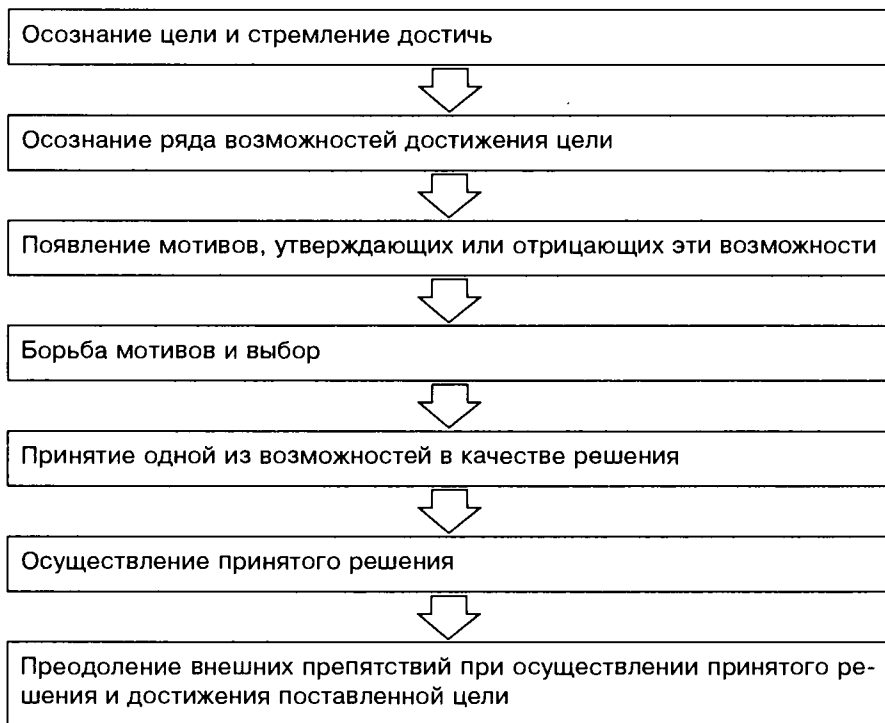 Осознание цели и стремление достичь
Осознание ряда возможностей достижения цели
Появление мотивов, утверждающих или отрицающих эти возможности
Борьба мотивов и выбор
Принятие одной из возможностей в качестве решения
Осуществление принятого решения
Преодоление внешних препятствий при осуществлении принятого ре-
шения и достижения поставленной цели